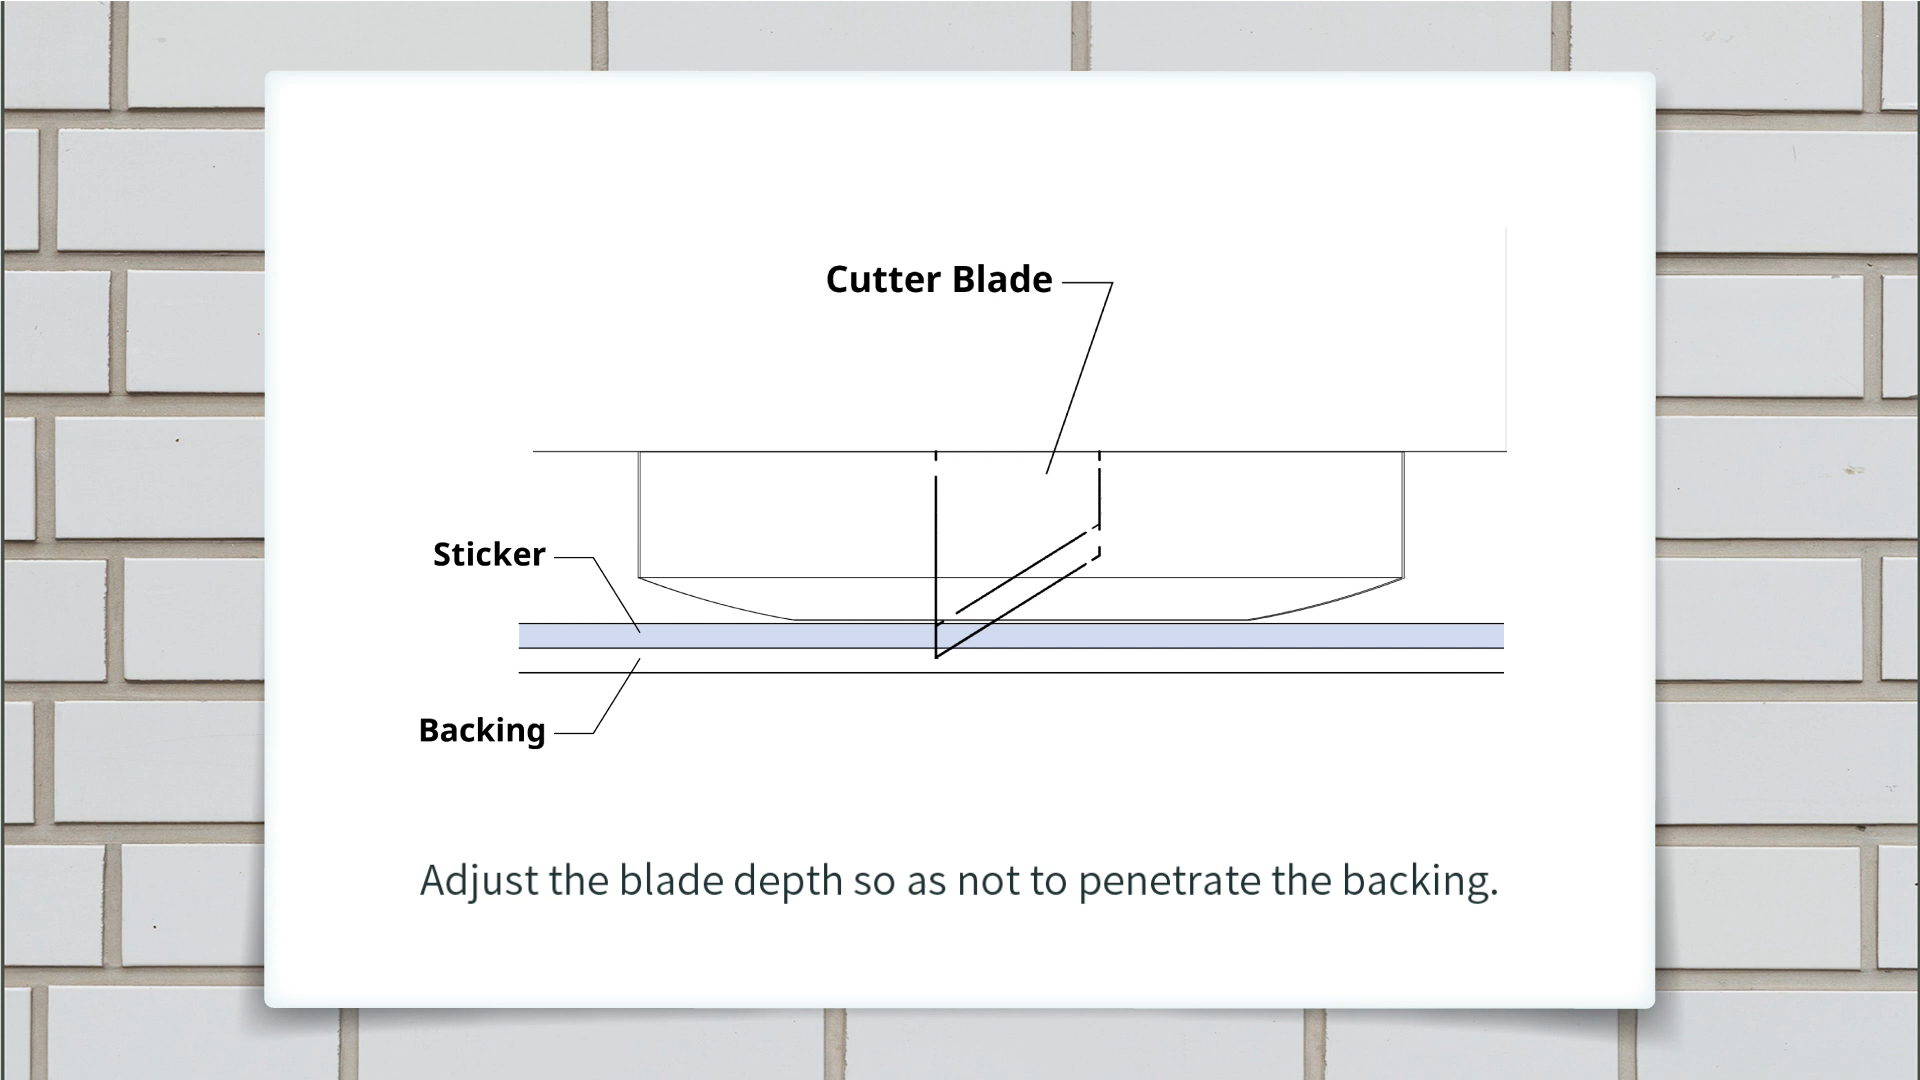 Cutter Blade
Sticker
Backing
Adjust the blade depth so as not to penetrate the backing.